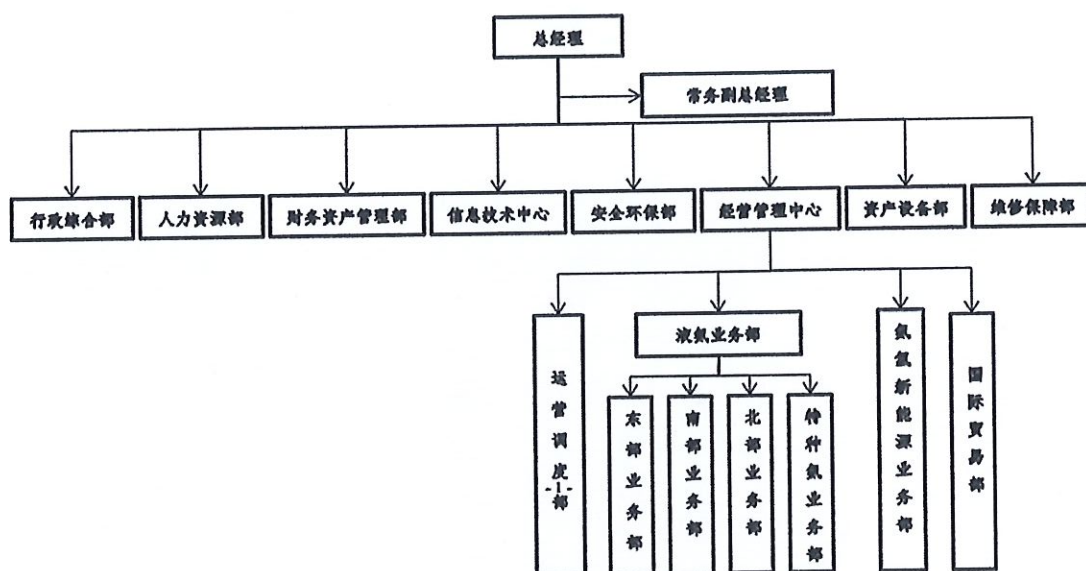 总经理
常务副总经理
行政综合部
人力资源部
财务资产管理部
信息技术中心
安全环保部
经营管理中心
资产设备部
维修保障部
运营调度部
-1-
液氨业务部
东部业务部
南部业务部
北部业务部
特种氨业务部
氨氢新能源业务部
国际贸易部